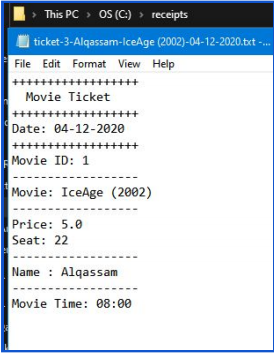 This PC > OS (C:) > receipts
ticket-3-Alqassam-IceAge (2002)-04-12-2020.txt -...
File Edit Format View Help
++++++++++++++++++
Movie Ticket
++++++++++++++++++
Date: 04-12-2020
++++++++++++++++++
Movie ID: 1
------------------
Movie: IceAge (2002)
------------------
Price: 5.0
Seat: 22
------------------
Name : Alqassam
------------------
Movie Time: 08:00